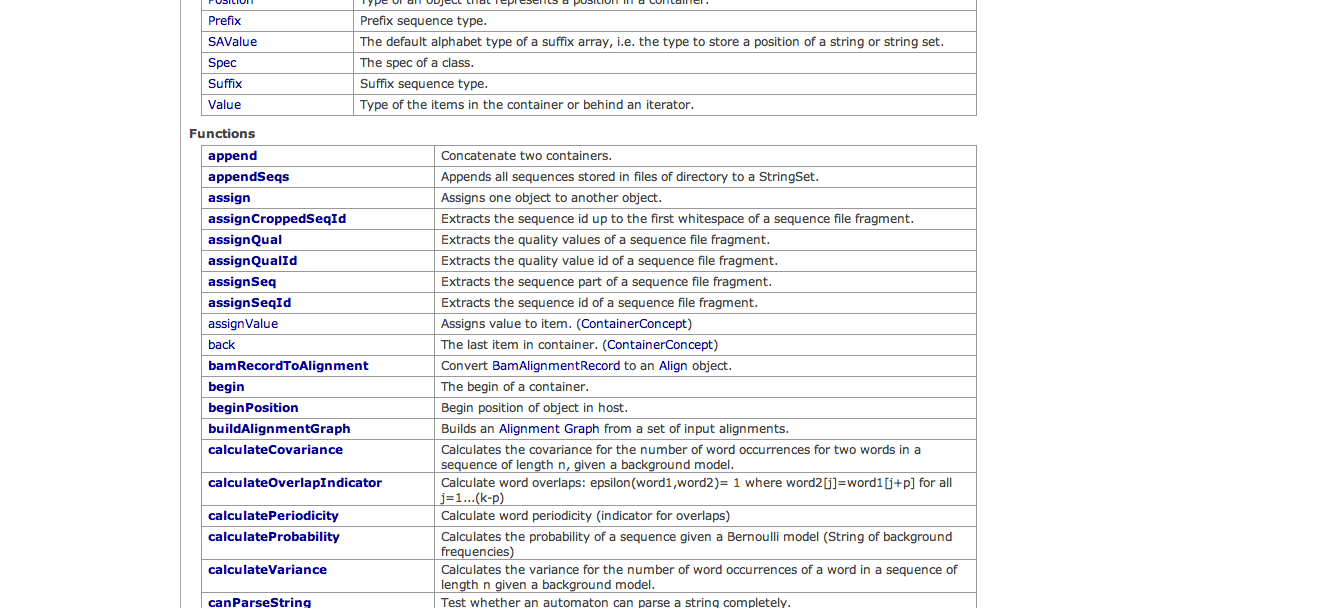 Position Type of an object that represents a position in a container.
Prefix Prefix sequence type.
SAValue The default alphabet type of a suffix array, i.e. the type to store a position of a string or string set.
Spec The spec of a class.
Suffix Suffix sequence type.
Value Type of the items in the container or behind an iterator.
Functions
append Concatenate two containers.
appendSeqs Appends all sequences stored in files of directory to a StringSet.
assign Assigns one object to another object.
assignCroppedSeqId Extracts the sequence id up to the first whitespace of a sequence file fragment.
assignQual Extracts the quality values of a sequence file fragment.
assignQualId Extracts the quality value id of a sequence file fragment.
assignSeq Extracts the sequence part of a sequence file fragment.
assignSeqId Extracts the sequence id of a sequence file fragment.
assignValue Assigns value to item. (ContainerConcept)
back The last item in container. (ContainerConcept)
bamRecordToAlignment Convert BamAlignmentRecord to an Align object.
begin The begin of a container.
beginPosition Begin position of object in host.
buildAlignmentGraph Builds an Alignment Graph from a set of input alignments.
calculateCovariance Calculates the covariance for the number of word occurrences for two words in a
sequence of length n, given a background model.
calculateOverlapIndicator Calculate word overlaps: epsilon(word1,word2)= 1 where word2[j]=word1[j+p] for all
j=1...(k-p)
calculatePeriodicity Calculate word periodicity (indicator for overlaps)
calculateProbability Calculates the probability of a sequence given a Bernoulli model (String of background
frequencies)
calculateVariance Calculates the variance for the number of word occurrences of a word in a sequence of
length n given a background model.
canParseString Test whether an automaton can parse a string completely.